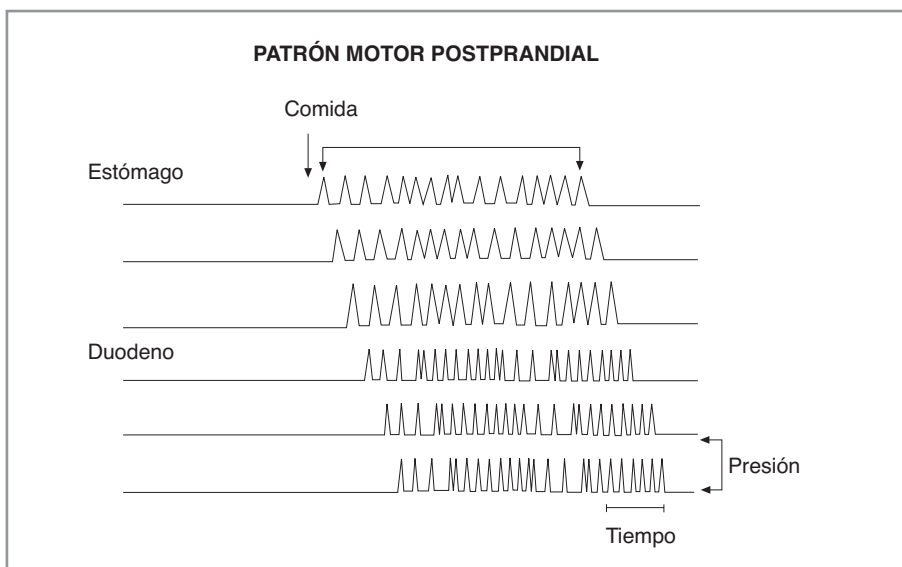 PATRÓN MOTOR POSTPRANDIAL
Comida
Estómago
Duodeno
Presión
Tiempo